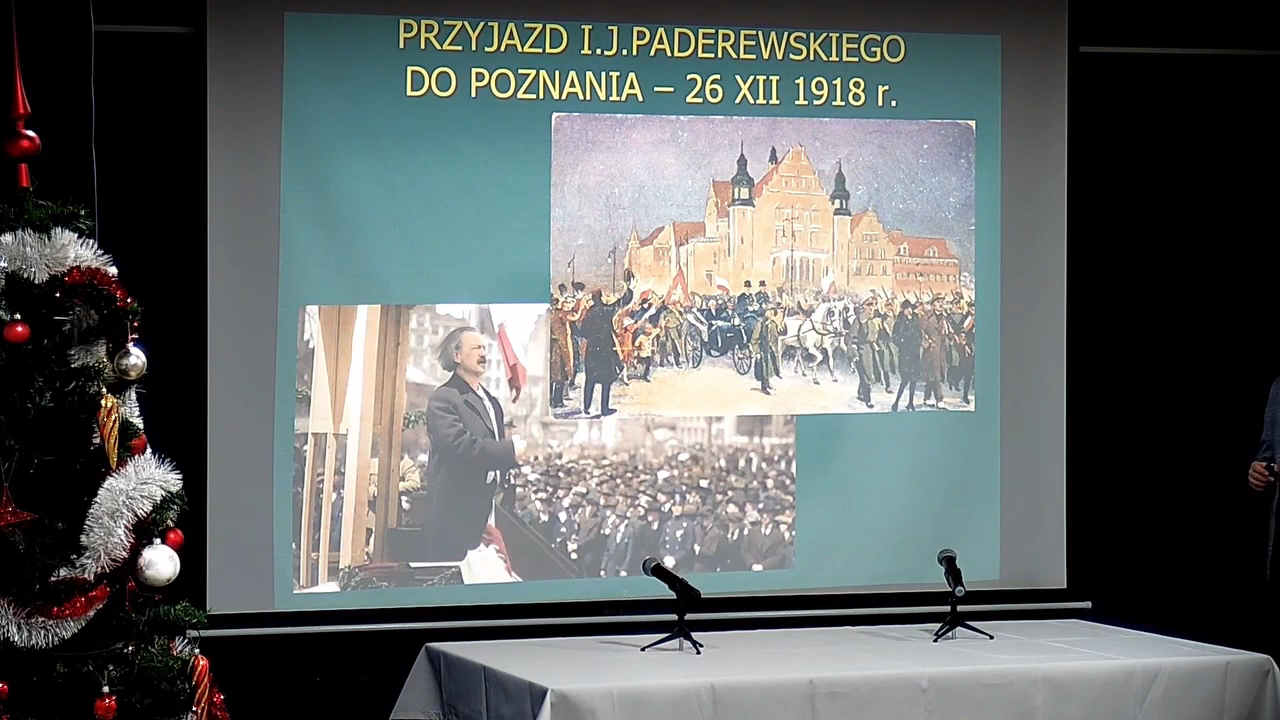 PRZYJAZD I.J.PADEREWSKIEGO
DO POZNANIA – 26 XII 1918 r.